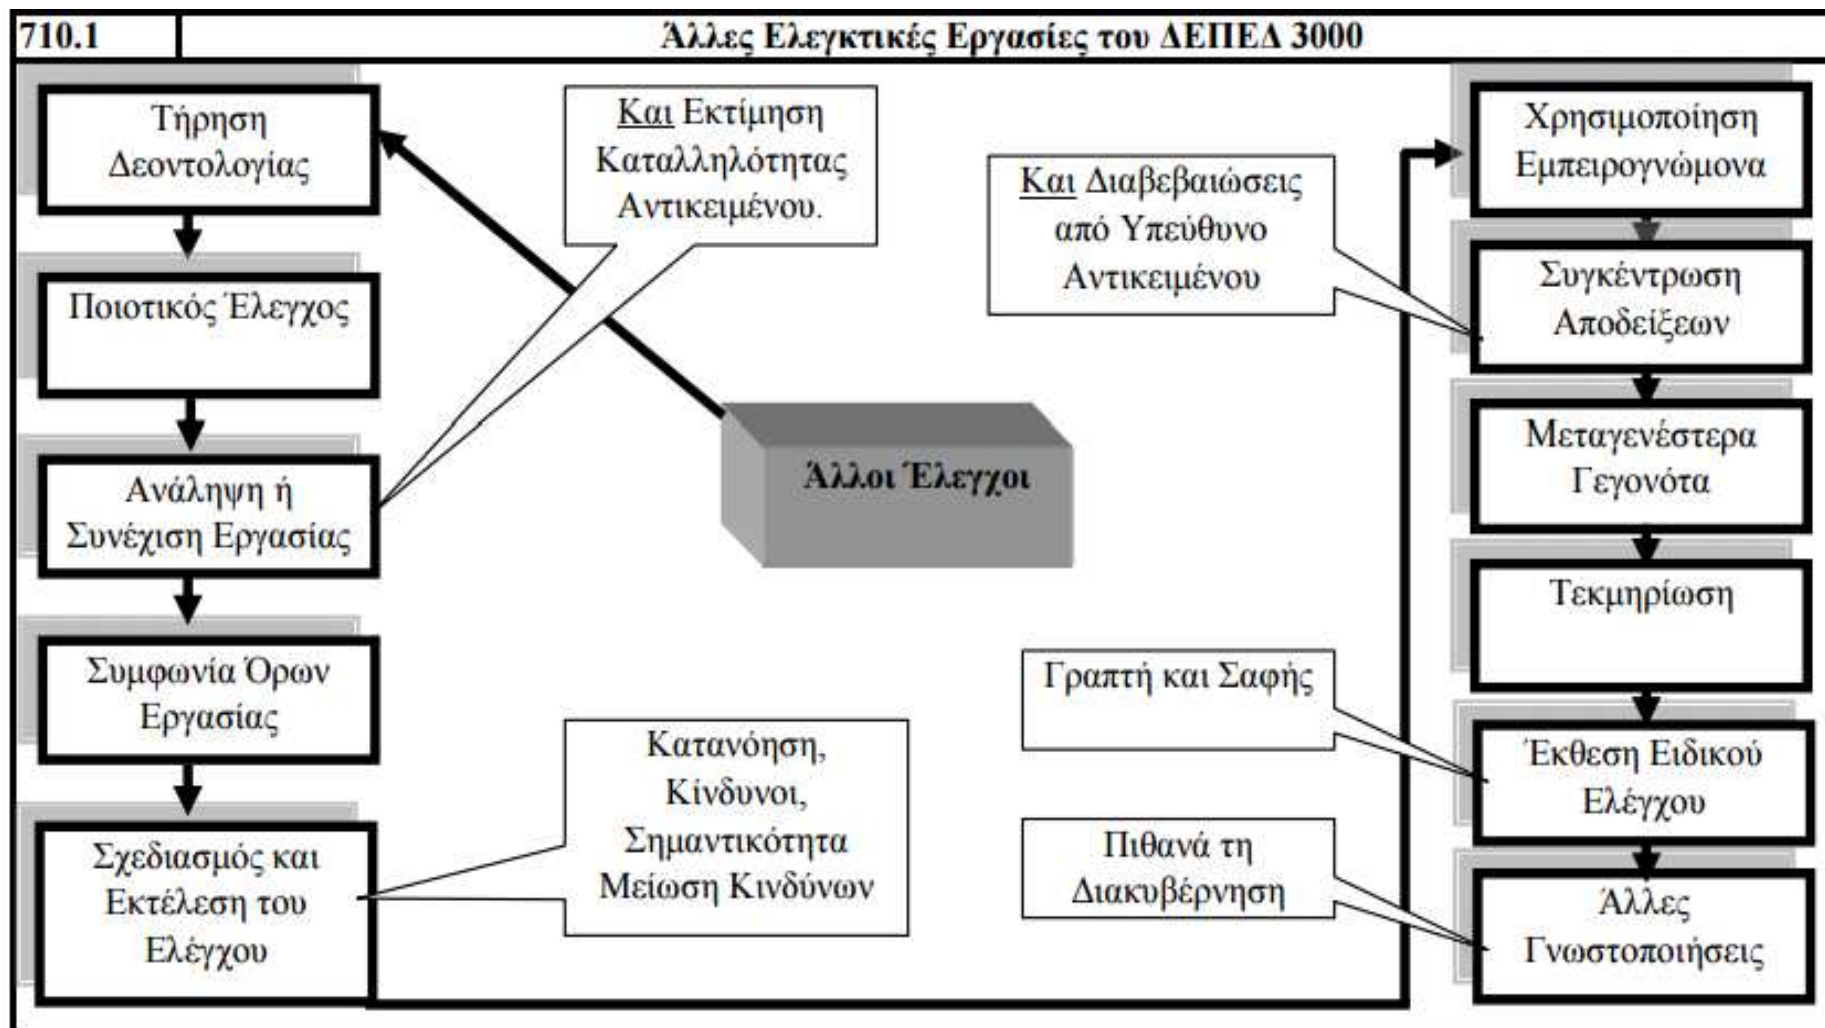 710.1
Άλλες Ελεγκτικές Εργασίες του ΔΕΠΕΔ 3000
Τήρηση
Δεοντολογίας
Ποιοτικός Έλεγχος
Ανάληψη ή
Συνέχιση Εργασίας
Συμφωνία Όρων
Εργασίας
Σχεδιασμός και
Εκτέλεση του
Ελέγχου
Και Εκτίμηση
Καταλληλότητας
Αντικειμένου.
Άλλοι Έλεγχοι
Κατανόηση,
Κίνδυνοι,
Σημαντικότητα
Μείωση Κινδύνων
Και Διαβεβαιώσεις
από Υπεύθυνο
Αντικειμένου
Γραπτή και Σαφής
Πιθανά τη
Διακυβέρνηση
Χρησιμοποίηση
Εμπειρογνώμονα
Συγκέντρωση
Αποδείξεων
Μεταγενέστερα
Γεγονότα
Τεκμηρίωση
Έκθεση Ειδικού
Ελέγχου
Άλλες
Γνωστοποιήσεις